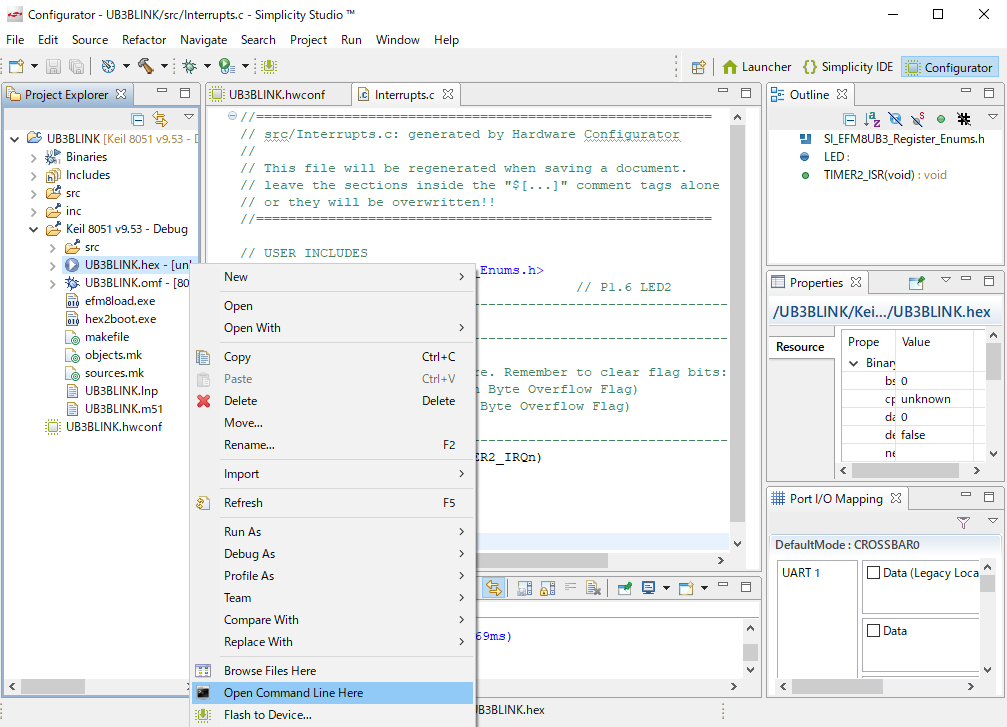 Configurator - UB3BLINK/src/Interrupts.c - Simplicity Studio ™
File Edit Source Refactor Navigate Search Project Run Window Help
Launcher Simplicity IDE Configurator
Project Explorer
UB3BLINK [Keil 8051 v9.53 -
Binaries
Includes
src
inc
Keil 8051 v9.53 - Debug
src
UB3BLINK.hex - [un
UB3BLINK.omf - [80
efm8load.exe
hex2boot.exe
makefile
objects.mk
sources.mk
UB3BLINK.lnp
UB3BLINK.m51
UB3BLINK.hwconf
UB3BLINK.hwconf Interrupts.c
//=========================================================
// src/Interrupts.c: generated by Hardware Configurator
//
// This file will be regenerated when saving a document.
// leave the sections inside the "$[...]" comment tags alone
// or they will be overwritten!!
//=========================================================
// USER INCLUDES
Enums.h>
// P1.6 LED2
re. Remember to clear flag bits:
Byte Overflow Flag)
Byte Overflow Flag)
ER2_IRQn)
New
Open
Open With
Copy Ctrl+C
Paste Ctrl+V
Delete Delete
Move...
Rename... F2
Import
Refresh F5
Run As
Debug As
Profile As
Team
Compare With
Replace With
Browse Files Here
Open Command Line Here
Flash to Device...
69ms)
UB3BLINK.hex
Outline
SI_EFM8UB3_Register_Enums.h
LED :
TIMER2_ISR(void) : void
Properties
/UB3BLINK/Kei.../UB3BLINK.hex
Resource
Prope Value
Binary
bs 0
cp unknown
da 0
de false
ne
Port I/O Mapping
DefaultMode : CROSSBAR0
UART 1
Data (Legacy Loca
Data